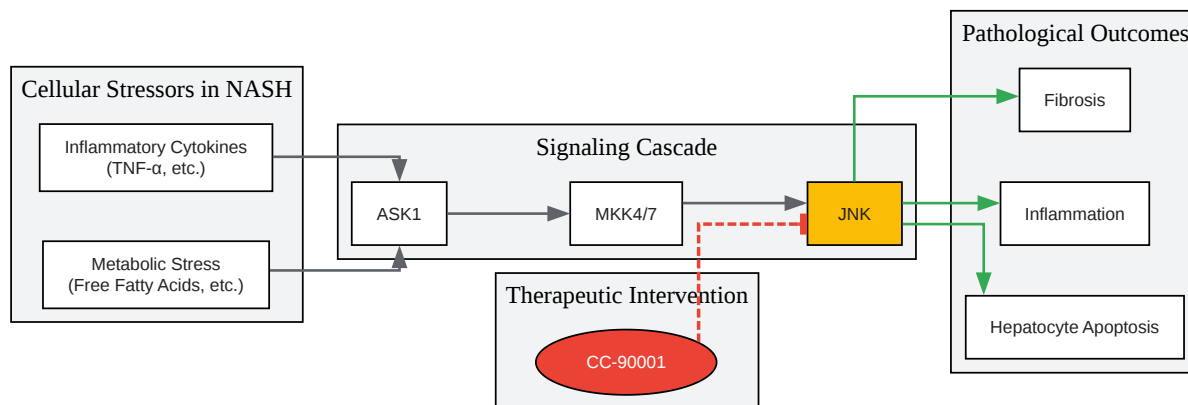 Cellular Stressors in NASH
Inflammatory Cytokines
(TNF-α, etc.)
Metabolic Stress
(Free Fatty Acids, etc.)
Signaling Cascade
ASK1
MKK4/7
JNK
Therapeutic Intervention
CC-90001
Pathological Outcomes
Fibrosis
Inflammation
Hepatocyte Apoptosis